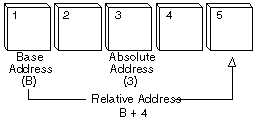 1 2 3 4 5
Base Absolute
Address Address
(B) (3)
Relative Address
B + 4